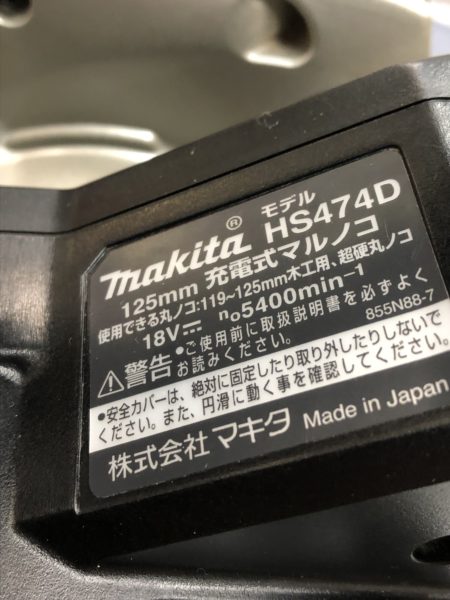 makita® モデル HS474D
125mm 充電式マルノコ
使用できる丸ノコ:119~125mm木工用、超硬丸ノコ
18V⎓ n₀5400min⁻¹
⚠警告 •ご使用前に取扱説明書を必ずよく
お読みください。
855N88-7
•安全カバーは、絶対に固定したり取り外したりしないで
ください。また、円滑に動く事を確認してください。
株式会社 マキタ Made in Japan